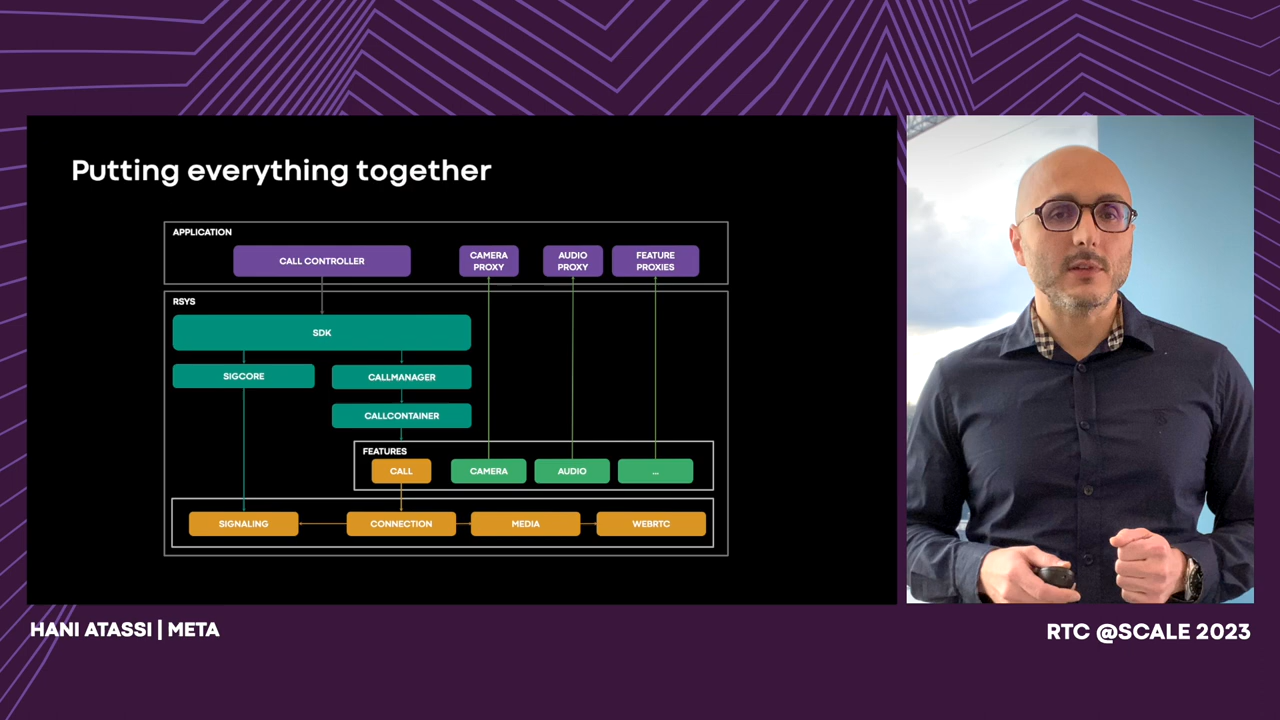 Putting everything together
APPLICATION
CALL CONTROLLER
CAMERA
PROXY
AUDIO
PROXY
FEATURE
PROXIES
RSYS
SDK
SIGCORE
CALLMANAGER
CALLCONTAINER
FEATURES
CALL
CAMERA
AUDIO
...
SIGNALING
CONNECTION
MEDIA
WEBRTC
HANI ATASSI | META
RTC @SCALE 2023